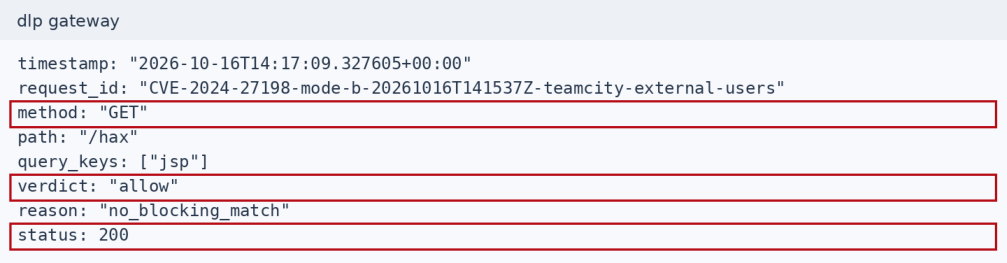 dlp gateway
timestamp: "2026-10-16T14:17:09.327605+00:00"
request_id: "CVE-2024-27198-mode-b-20261016T141537Z-teamcity-external-users"
method: "GET"
path: "/hax"
query_keys: ["jsp"]
verdict: "allow"
reason: "no_blocking_match"
status: 200